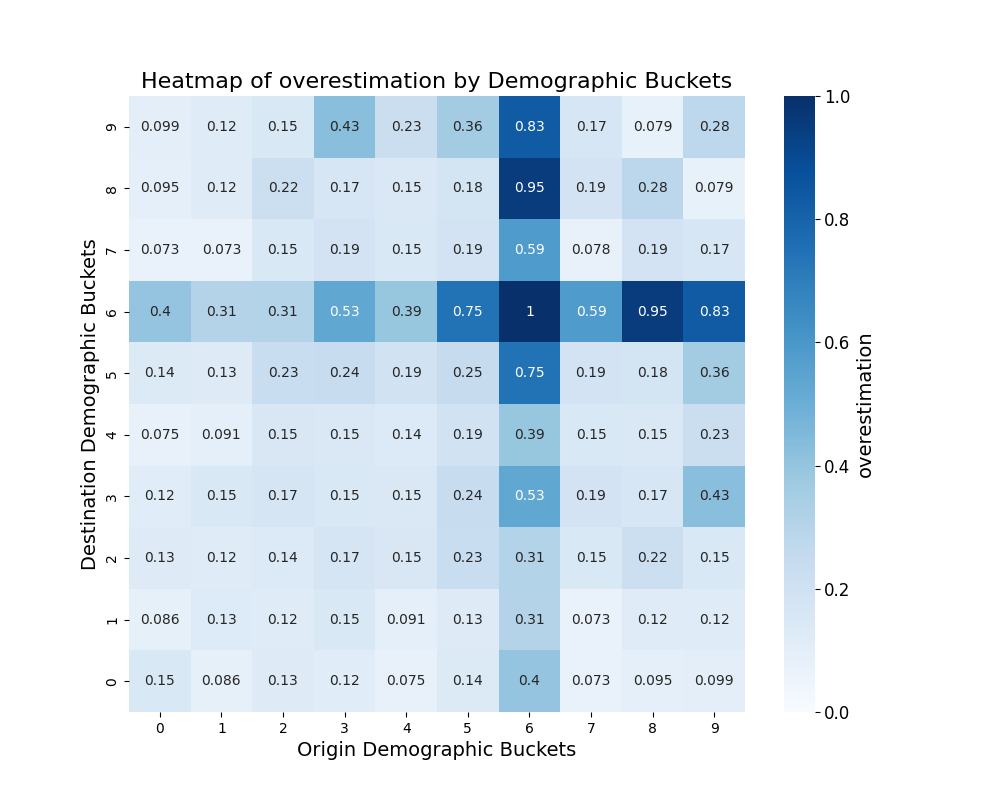 Heatmap of overestimation by Demographic Buckets
9 0.099 0.12 0.15 0.43 0.23 0.36 0.83 0.17 0.079 0.28
8 0.095 0.12 0.22 0.17 0.15 0.18 0.95 0.19 0.28 0.079
7 0.073 0.073 0.15 0.19 0.15 0.19 0.59 0.078 0.19 0.17
6 0.4 0.31 0.31 0.53 0.39 0.75 1 0.59 0.95 0.83
5 0.14 0.13 0.23 0.24 0.19 0.25 0.75 0.19 0.18 0.36
4 0.075 0.091 0.15 0.15 0.14 0.19 0.39 0.15 0.15 0.23
3 0.12 0.15 0.17 0.15 0.15 0.24 0.53 0.19 0.17 0.43
2 0.13 0.12 0.14 0.17 0.15 0.23 0.31 0.15 0.22 0.15
1 0.086 0.13 0.12 0.15 0.091 0.13 0.31 0.073 0.12 0.12
0 0.15 0.086 0.13 0.12 0.075 0.14 0.4 0.073 0.095 0.099
0 1 2 3 4 5 6 7 8 9
Origin Demographic Buckets
Destination Demographic Buckets
1.0
0.8
0.6
0.4
0.2
0.0
overestimation